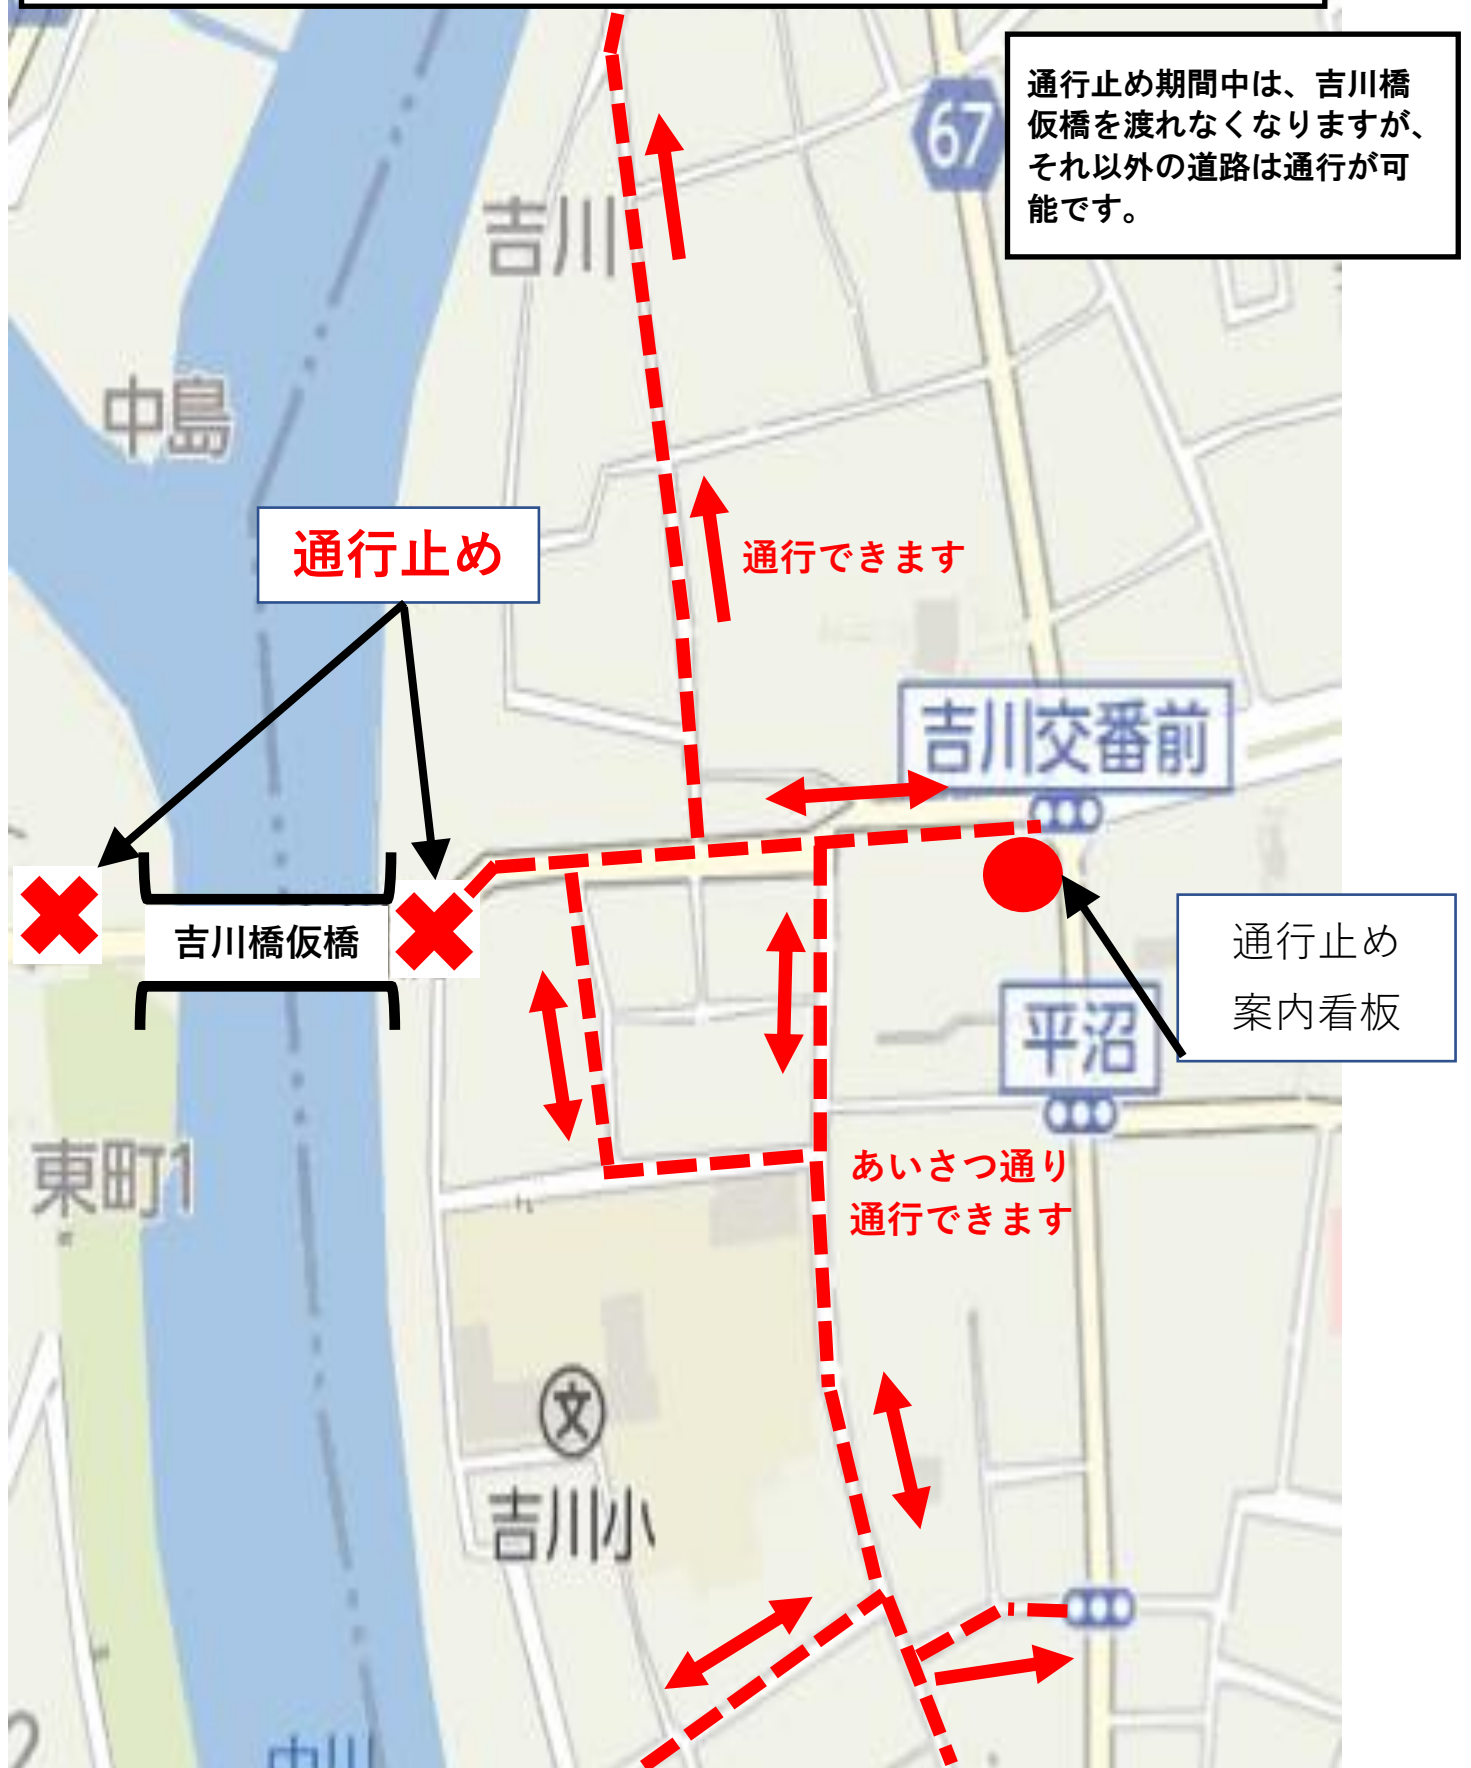 通行止め期間中は、吉川橋
仮橋を渡れなくなりますが、
それ以外の道路は通行が可
能です。
67
吉川
中島
通行止め
通行できます
吉川交番前
吉川橋仮橋
通行止め
案内看板
平沼
東町1
あいさつ通り
通行できます
文
吉川小
2
中川